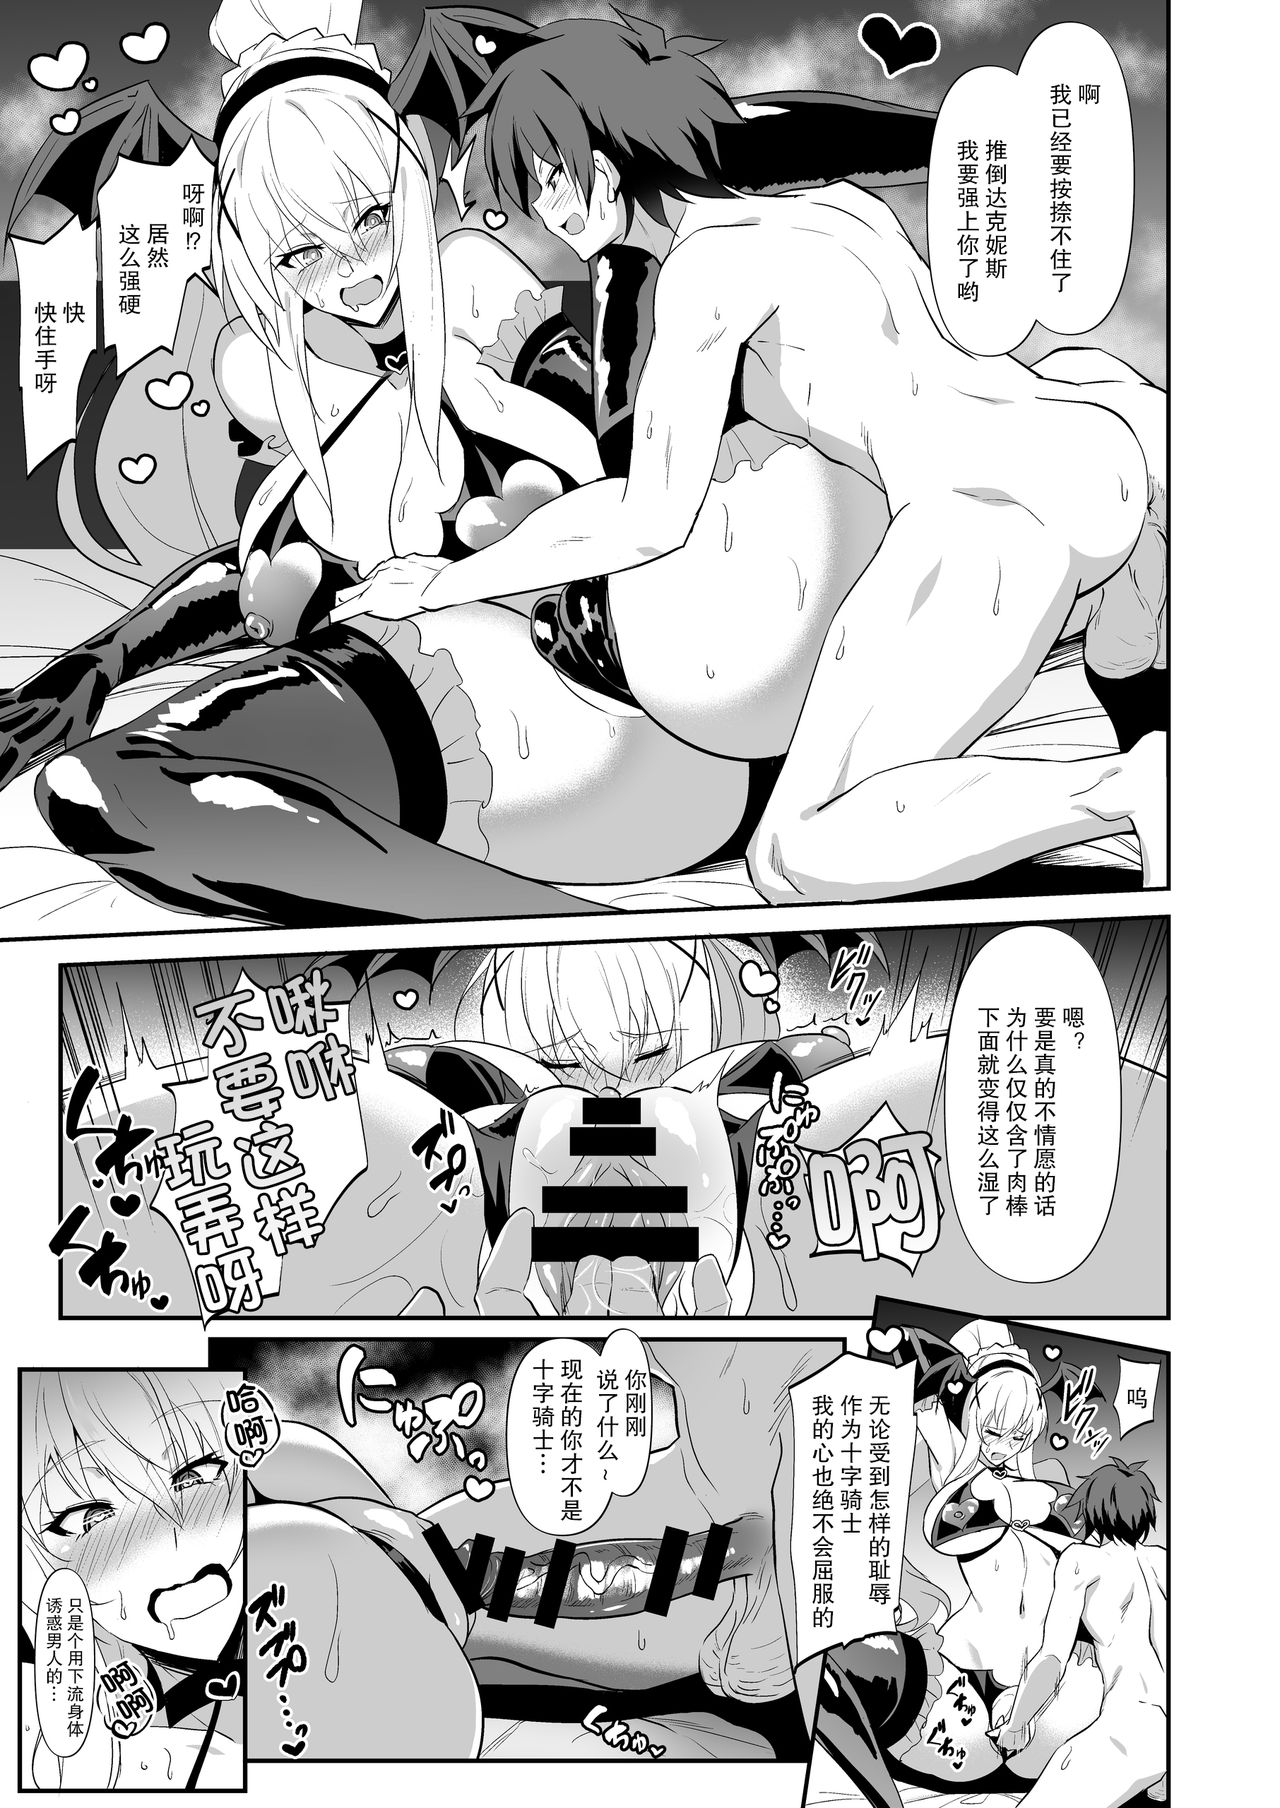 啊
我已经要按捺不住了
推倒达克妮斯
我要强上你了哟
呀啊!?
居然
这么强硬
快
快住手呀
嗯?
要是真的不情愿的话
为什么仅仅含了肉棒
下面就变得这么湿了
ビクッ
にゅ
ぷぷ…
啊
ズプ
啾咻
不要这样
玩弄呀
くちゅ
くちゅ
呜
无论受到怎样的耻辱
作为十字骑士
我的心也绝不会屈服的
くちゅ
くちゅ
你刚刚
说了什么~
现在的你才不是
十字骑士…
にゅぷっ
ズ
ズプ…
ぬぐぐ…
哈啊
啊啊
只是个用下流身体
诱惑男人的…